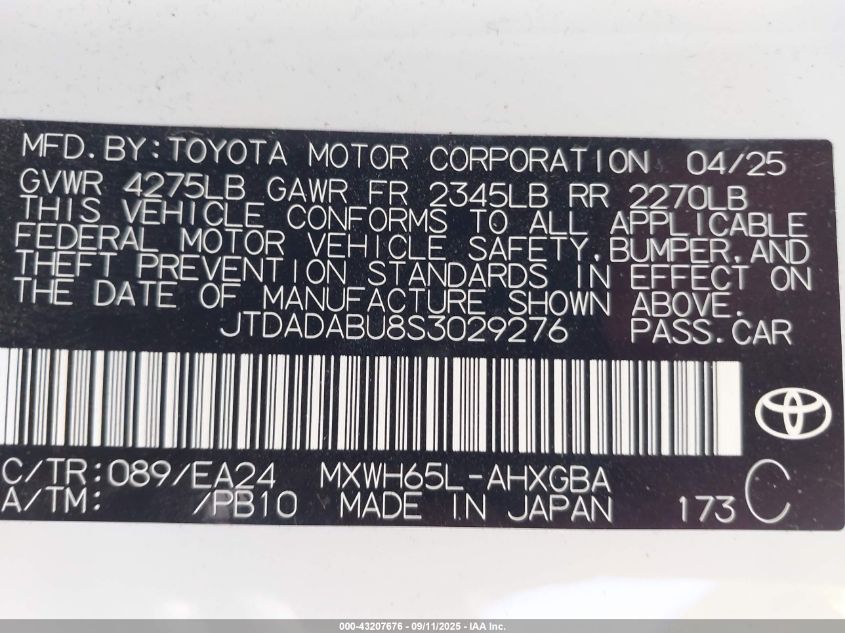 MFD.BY:TOYOTA MOTOR CORPORATION 04/25
GVWR 4275LB GAWR FR 2345LB RR 2270LB
THIS VEHICLE CONFORMS TO ALL APPLICABLE
FEDERAL MOTOR VEHICLE SAFETY,BUMPER,AND
THEFT PREVENTION STANDARDS IN EFFECT ON
THE DATE OF MANUFACTURE SHOWN ABOVE.
JTDADABU8S3029276 PASS.CAR
C/TR:089/EA24 MXWH65L-AHXGBA C
A/TM: /PB10 MADE IN JAPAN 173
000-43207676 - 09/11/2025 - IAA Inc.